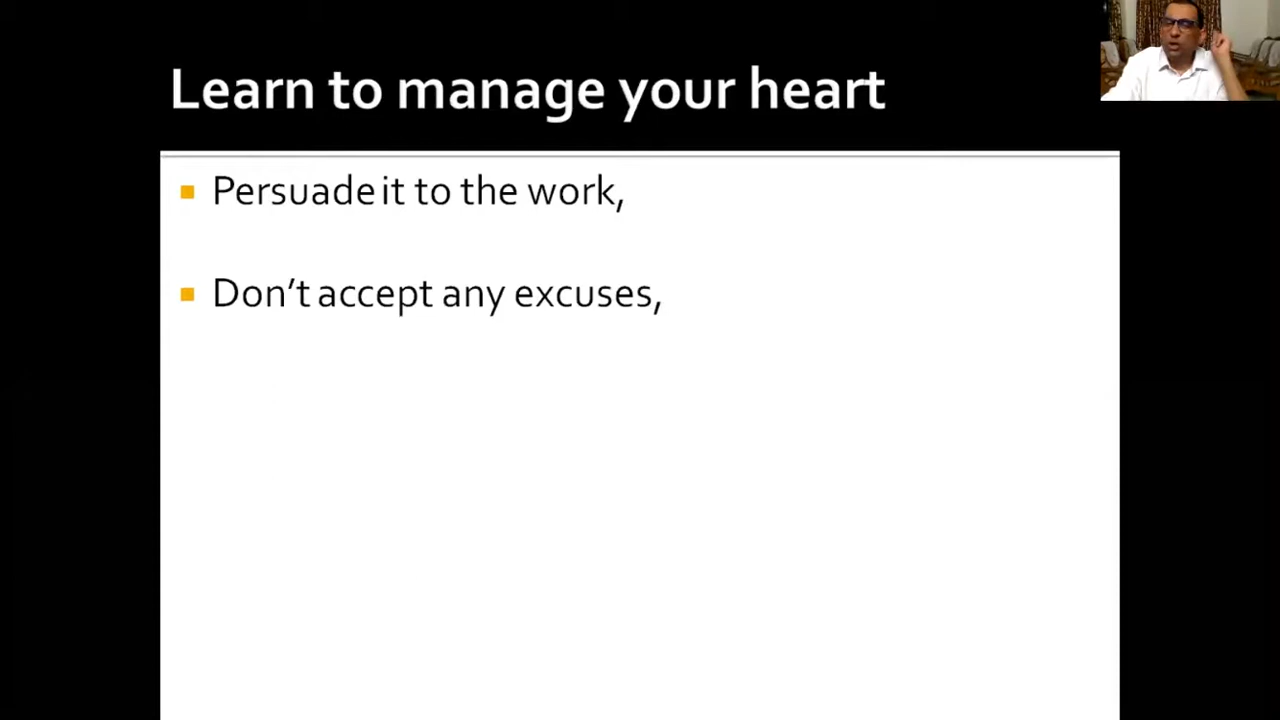 Learn to manage your heart
Persuade it to the work,
Don’t accept any excuses,